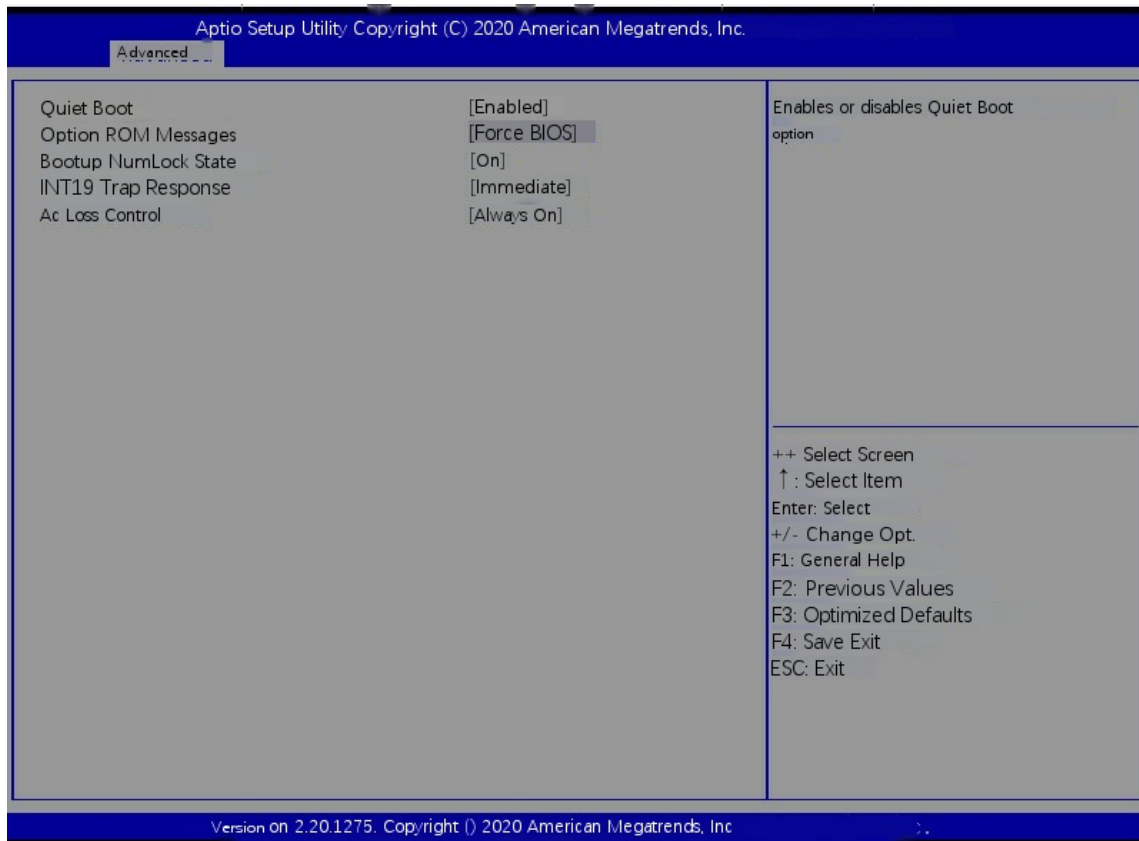 Aptio Setup Utility Copyright (C) 2020 American Megatrends, Inc.
Advanced
Quiet Boot [Enabled]
Option ROM Messages [Force BIOS]
Bootup NumLock State [On]
INT19 Trap Response [Immediate]
Ac Loss Control [Always On]
Enables or disables Quiet Boot
option
++ Select Screen
↑ : Select Item
Enter: Select
+/- Change Opt.
F1: General Help
F2: Previous Values
F3: Optimized Defaults
F4: Save Exit
ESC: Exit
Version on 2.20.1275. Copyright () 2020 American Megatrends, Inc